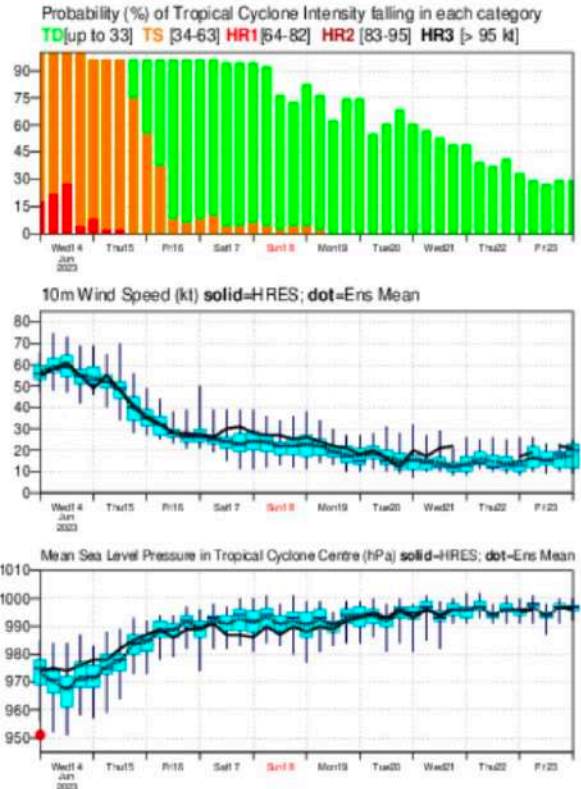 Probability (%) of Tropical Cyclone Intensity falling in each category
TD[up to 33] TS [34-63] HR1[64-82] HR2 [83-95] HR3 [> 95 kt]
90
75
60
45
30
15
0
Wed14 Thu15 Fri16 Sat17 Sun18 Mon19 Tue20 Wed21 Thu22 Fri23
Jun
2023
10m Wind Speed (kt) solid=HRES; dot=Ens Mean
80
70
60
50
40
30
20
10
0
Wed14 Thu15 Fri16 Sat17 Sun18 Mon19 Tue20 Wed21 Thu22 Fri23
Jun
2023
Mean Sea Level Pressure in Tropical Cyclone Centre (hPa) solid=HRES; dot=Ens Mean
1010
1000
990
980
970
960
950
Wed14 Thu15 Fri16 Sat17 Sun18 Mon19 Tue20 Wed21 Thu22 Fri23
Jun
2023